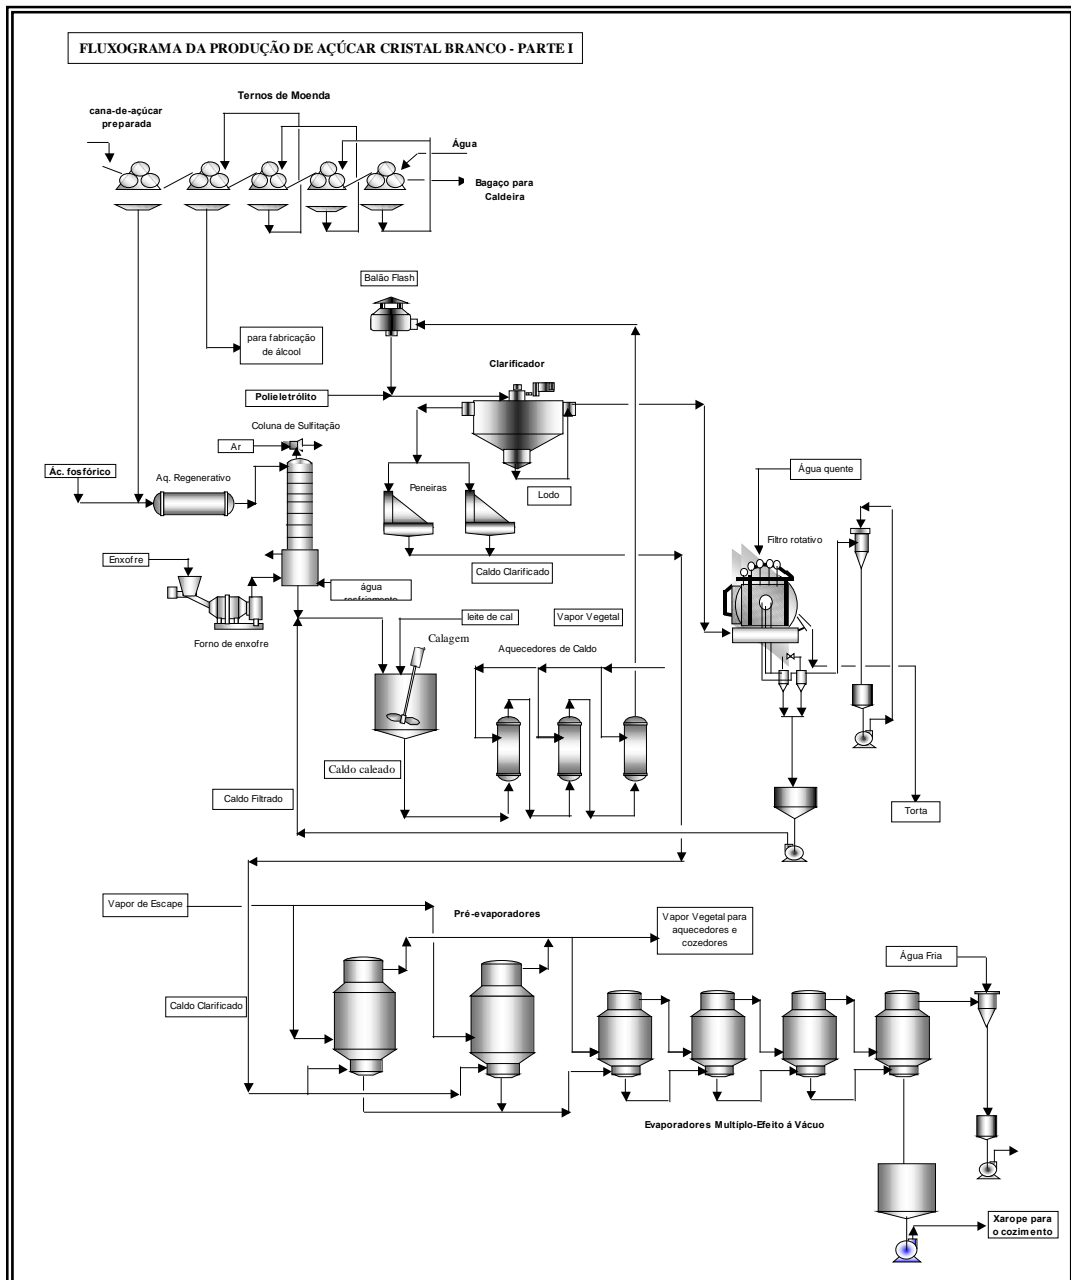 FLUXOGRAMA DA PRODUÇÃO DE AÇÚCAR CRISTAL BRANCO - PARTE I
Ternos de Moenda
cana-de-açúcar
preparada
Água
Bagaço para
Caldeira
Balão Flash
para fabricação
de álcool
Clarificador
Polieletrólito
Coluna de Sulfitação
Ar
Ác. fosfórico
Aq. Regenerativo
Peneiras
Lodo
Água quente
Filtro rotativo
Enxofre
Caldo Clarificado
água
Forno de enxofre
leite de cal
Vapor Vegetal
Calagem
Aquecedores de Caldo
Caldo caleado
Caldo Filtrado
Torta
Vapor de Escape
Pré-evaporadores
Vapor Vegetal para
aquecedores e
cozedores
Água Fria
Caldo Clarificado
Evaporadores Multíplo-Efeito á Vácuo
Xarope para
o cozimento